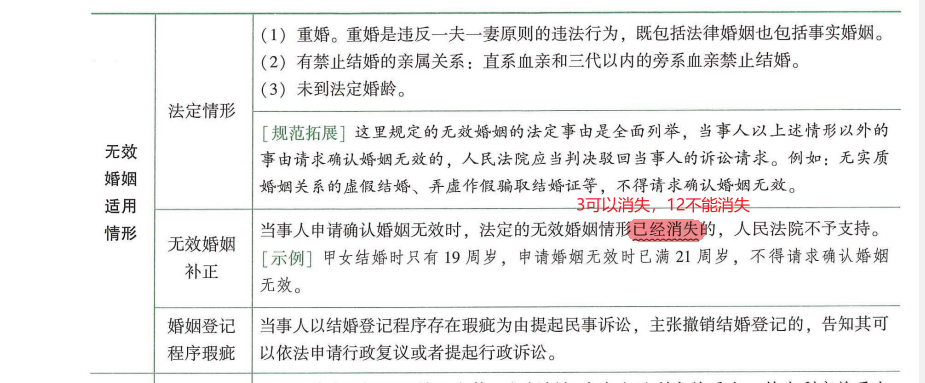 （1）重婚。重婚是违反一夫一妻原则的违法行为，既包括法律婚姻也包括事实婚姻。
（2）有禁止结婚的亲属关系：直系血亲和三代以内的旁系血亲禁止结婚。
（3）未到法定婚龄。
法定情形
[规范拓展] 这里规定的无效婚姻的法定事由是全面列举，当事人以上述情形以外的
事由请求确认婚姻无效的，人民法院应当判决驳回当事人的诉讼请求。例如：无实质
婚姻关系的虚假结婚、弄虚作假骗取结婚证等，不得请求确认婚姻无效。
无效
婚姻
适用
情形
3可以消失，12不能消失
无效婚姻
补正
当事人申请确认婚姻无效时，法定的无效婚姻情形已经消失的，人民法院不予支持。
[示例] 甲女结婚时只有 19 周岁，申请婚姻无效时已满 21 周岁，不得请求确认婚姻
无效。
婚姻登记
程序瑕疵
当事人以结婚登记程序存在瑕疵为由提起民事诉讼，主张撤销结婚登记的，告知其可
以依法申请行政复议或者提起行政诉讼。